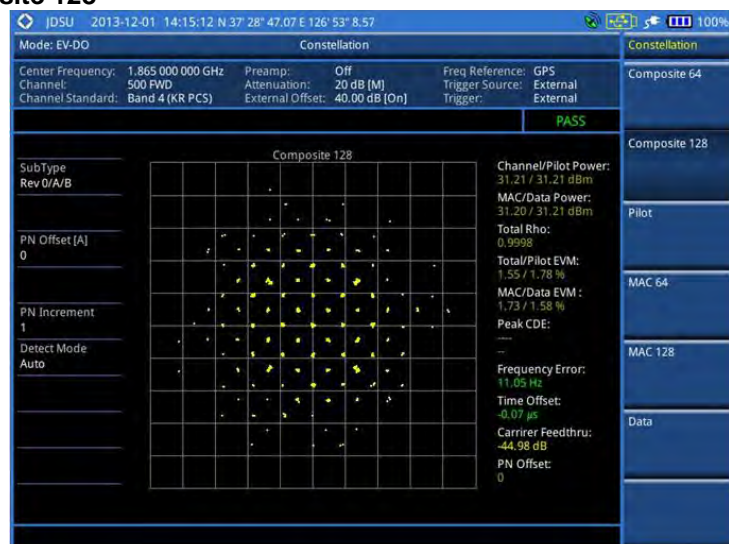 JDSU 2013-12-01 14:15:12 N 37° 28" 47.07 E 126' 53" 8.57 100%
Mode: EV-DO Constellation Constellation
Center Frequency: 1.865 000 000 GHz Preamp: Off Freq Reference: GPS
Channel: 500 FWD Attenuation: 20 dB [M] Trigger Source: External
Channel Standard: Band 4 (KR PCS) External Offset: 40.00 dB [On] Trigger: External
PASS
Composite 128
SubType
Rev 0/A/B
PN Offset [A]
0
PN Increment
1
Detect Mode
Auto
Channel/Pilot Power:
31.21 / 31.21 dBm
MAC/Data Power:
31.20 / 31.21 dBm
Total Rho:
0.9998
Total/Pilot EVM:
1.55 / 1.78 %
MAC/Data EVM :
1.73 / 1.58 %
Peak CDE:
----
--
Frequency Error:
11.05 Hz
Time Offset:
-0.07 µs
Carrirer Feedthru:
-44.98 dB
PN Offset:
0
Composite 64
Composite 128
Pilot
MAC 64
MAC 128
Data